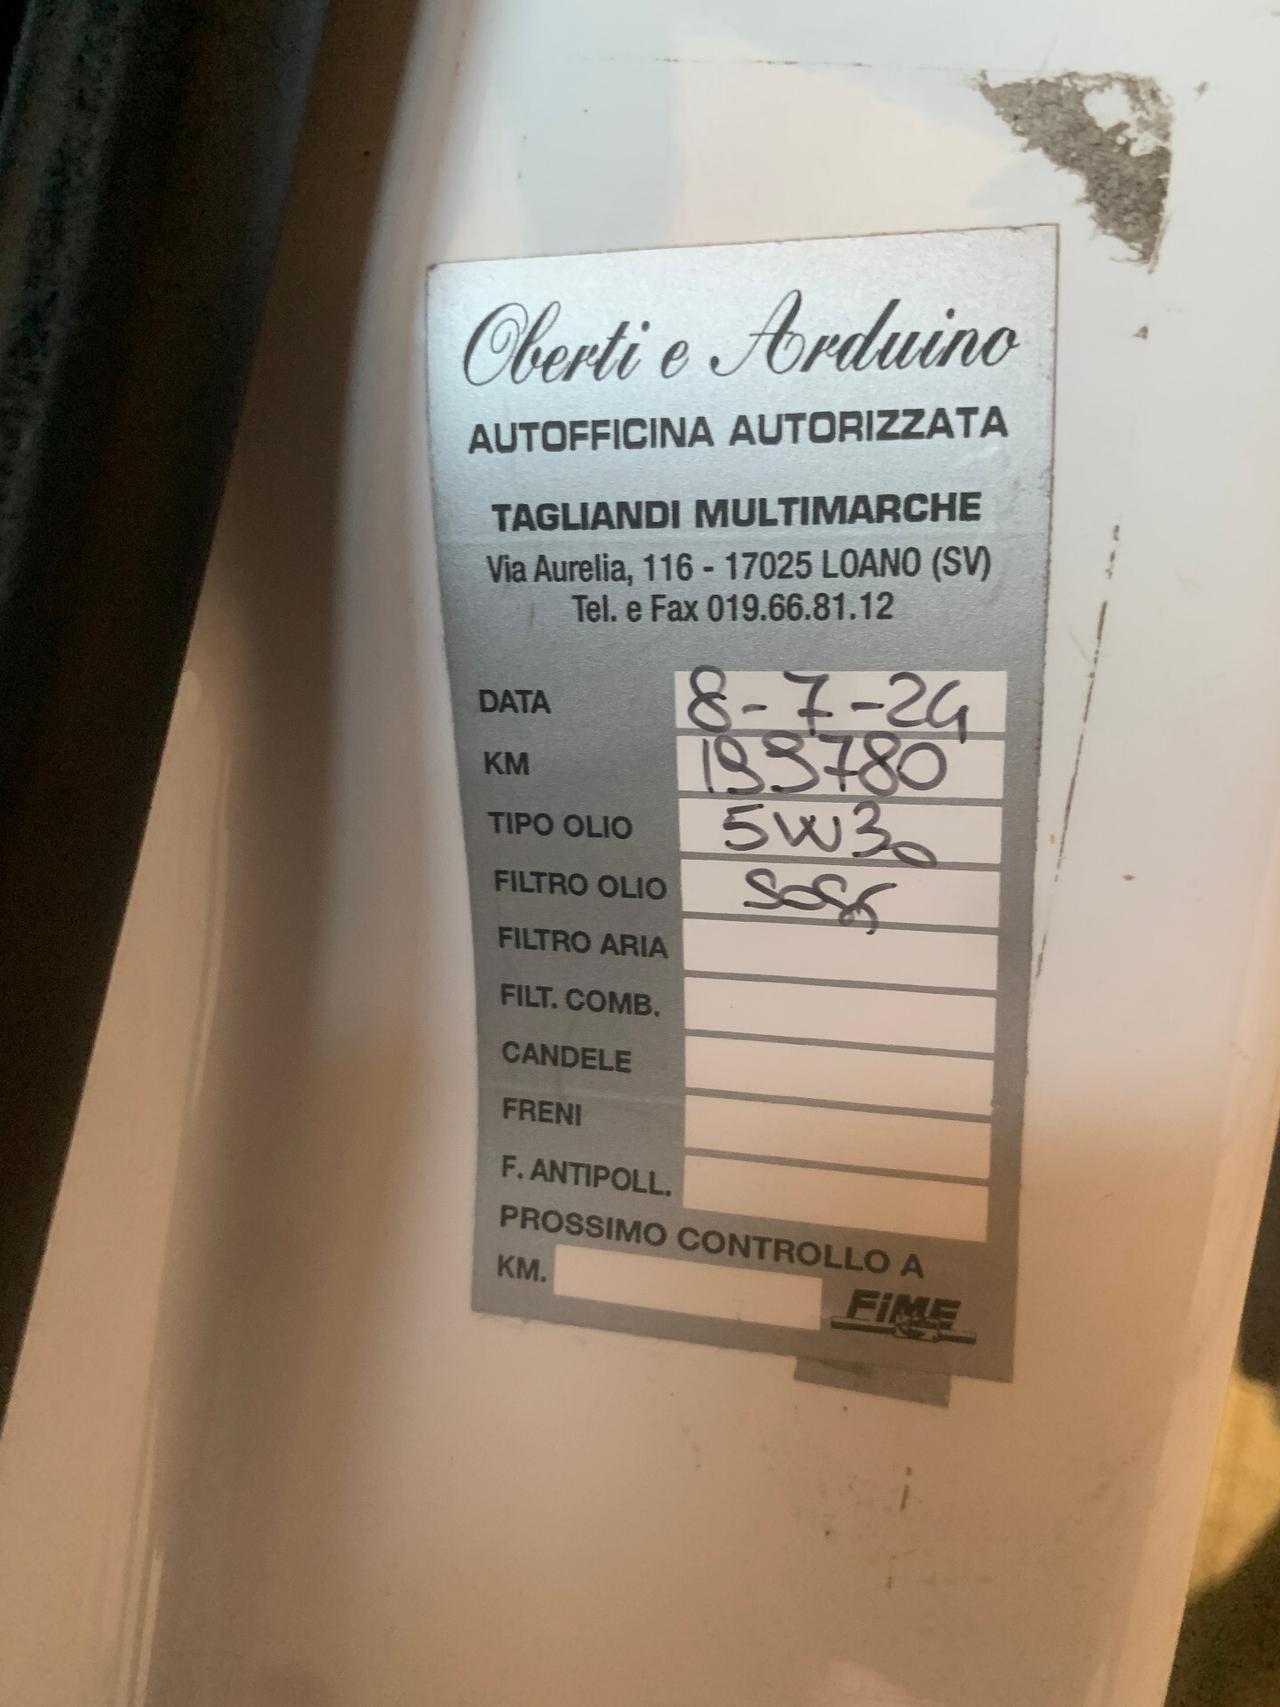 Oberti e Arduino
AUTOFFICINA AUTORIZZATA
TAGLIANDI MULTIMARCHE
Via Aurelia, 116 - 17025 LOANO (SV)
Tel. e Fax 019.66.81.12
DATA 8-7-24
KM 199780
TIPO OLIO 5W30
FILTRO OLIO SOST
FILTRO ARIA
FILT. COMB.
CANDELE
FRENI
F. ANTIPOLL.
PROSSIMO CONTROLLO A
KM.
FiME